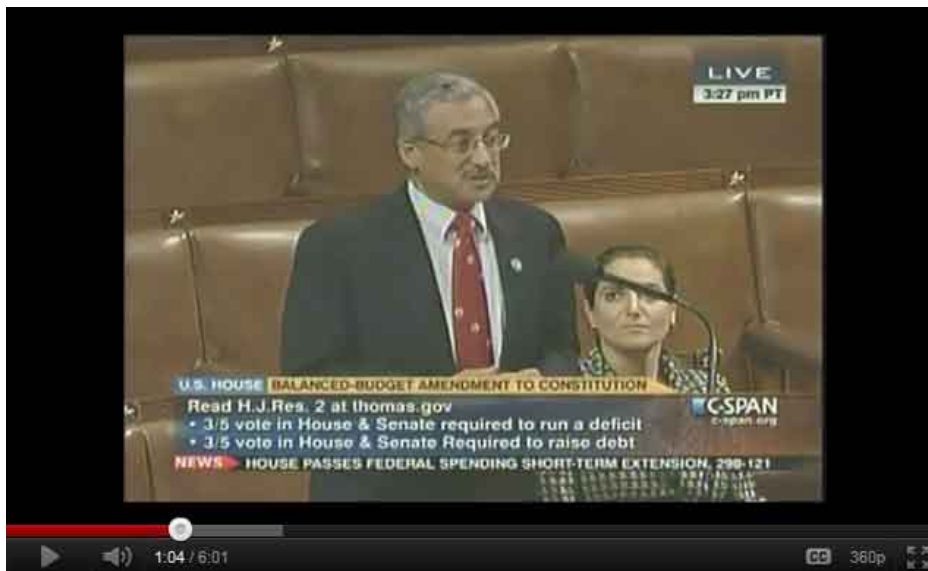 LIVE
3:27 pm PT
U.S. HOUSE BALANCED-BUDGET AMENDMENT TO CONSTITUTION
Read H.J.Res. 2 at thomas.gov
• 3/5 vote in House & Senate required to run a deficit
• 3/5 vote in House & Senate Required to raise debt
C-SPAN
c-span.org
NEWS HOUSE PASSES FEDERAL SPENDING SHORT-TERM EXTENSION, 298-121
1:04 / 6:01
CC
360p